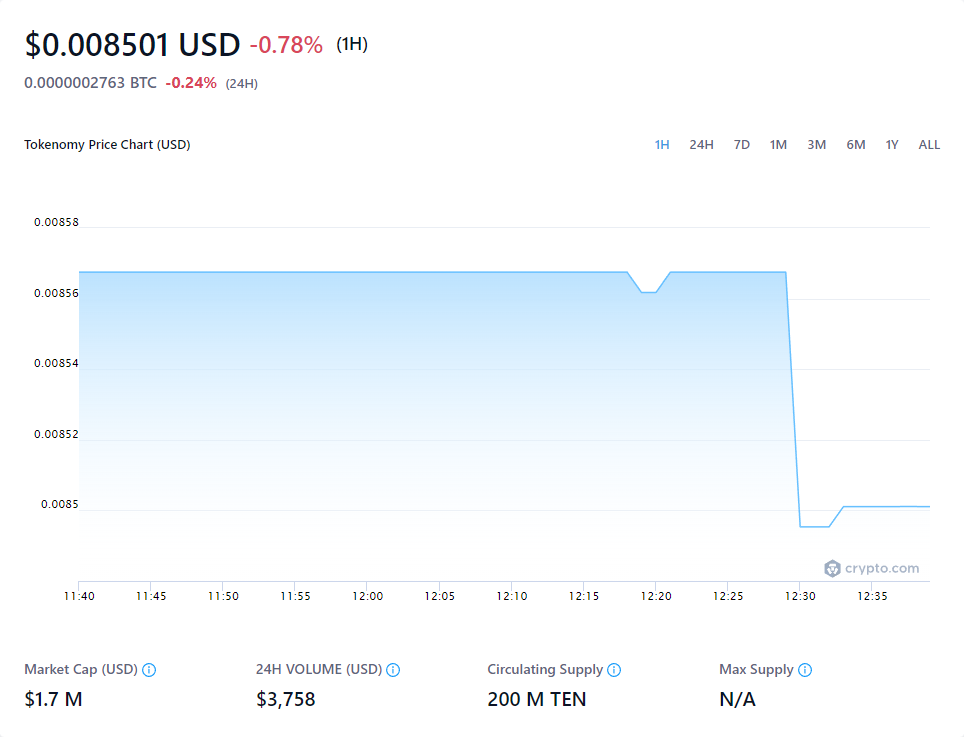 $0.008501 USD -0.78% (1H)
0.0000002763 BTC -0.24% (24H)
Tokenomy Price Chart (USD)
1H 24H 7D 1M 3M 6M 1Y ALL
0.00858
0.00856
0.00854
0.00852
0.0085
crypto.com
11:40 11:45 11:50 11:55 12:00 12:05 12:10 12:15 12:20 12:25 12:30 12:35
Market Cap (USD) 24H VOLUME (USD) Circulating Supply Max Supply
$1.7 M $3,758 200 M TEN N/A